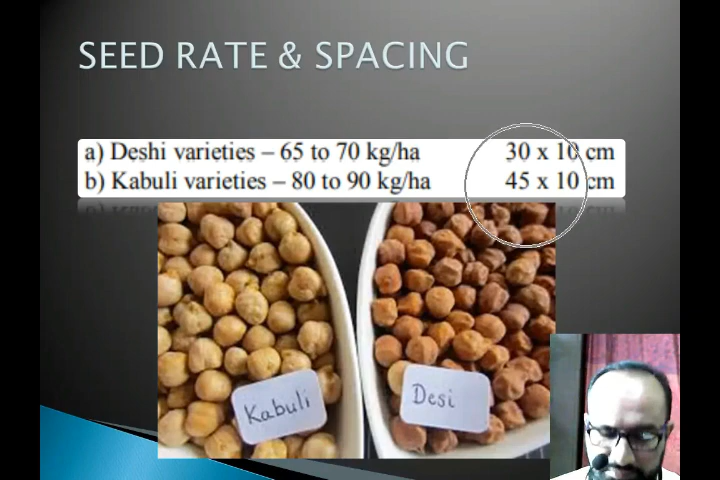 SEED RATE & SPACING
a) Deshi varieties – 65 to 70 kg/ha 30 x 10 cm
b) Kabuli varieties – 80 to 90 kg/ha 45 x 10 cm
Kabuli
Desi